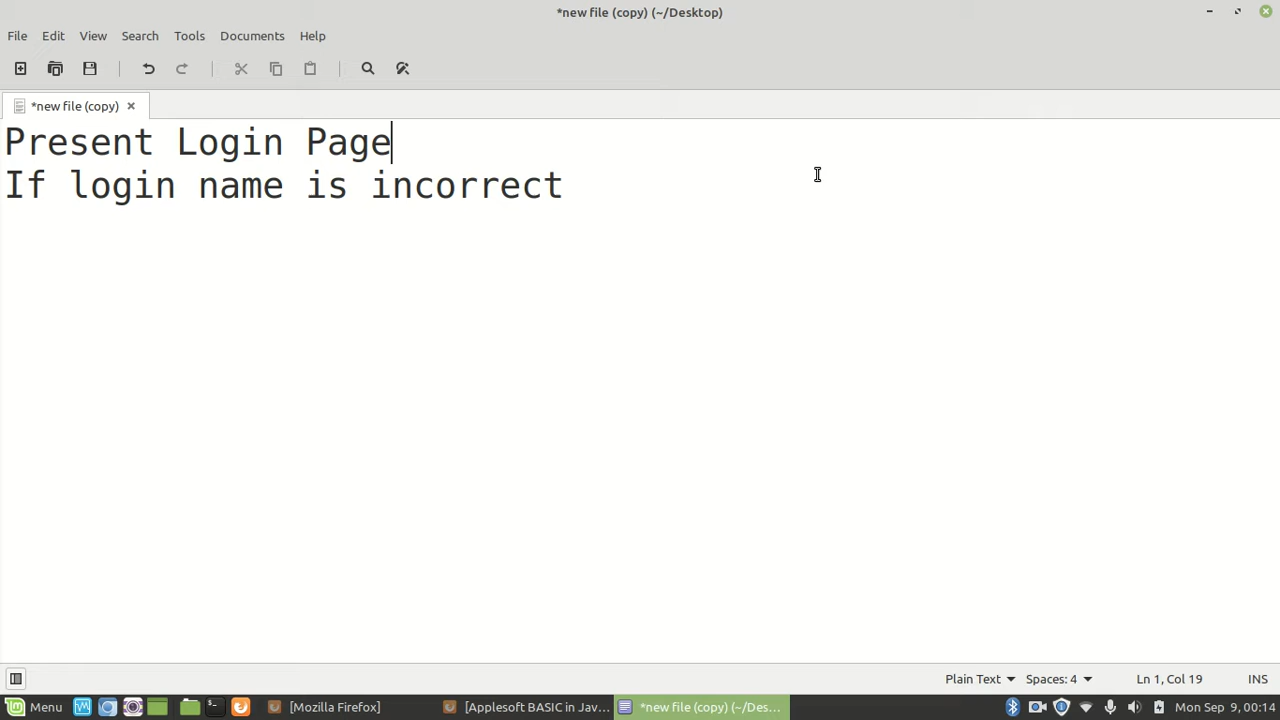 *new file (copy) (~/Desktop)
File Edit View Search Tools Documents Help
*new file (copy)
Present Login Page
If login name is incorrect
Plain Text Spaces: 4 Ln 1, Col 19 INS
Menu [Mozilla Firefox] [Applesoft BASIC in Jav... *new file (copy) (~/Des... Mon Sep 9, 00:14